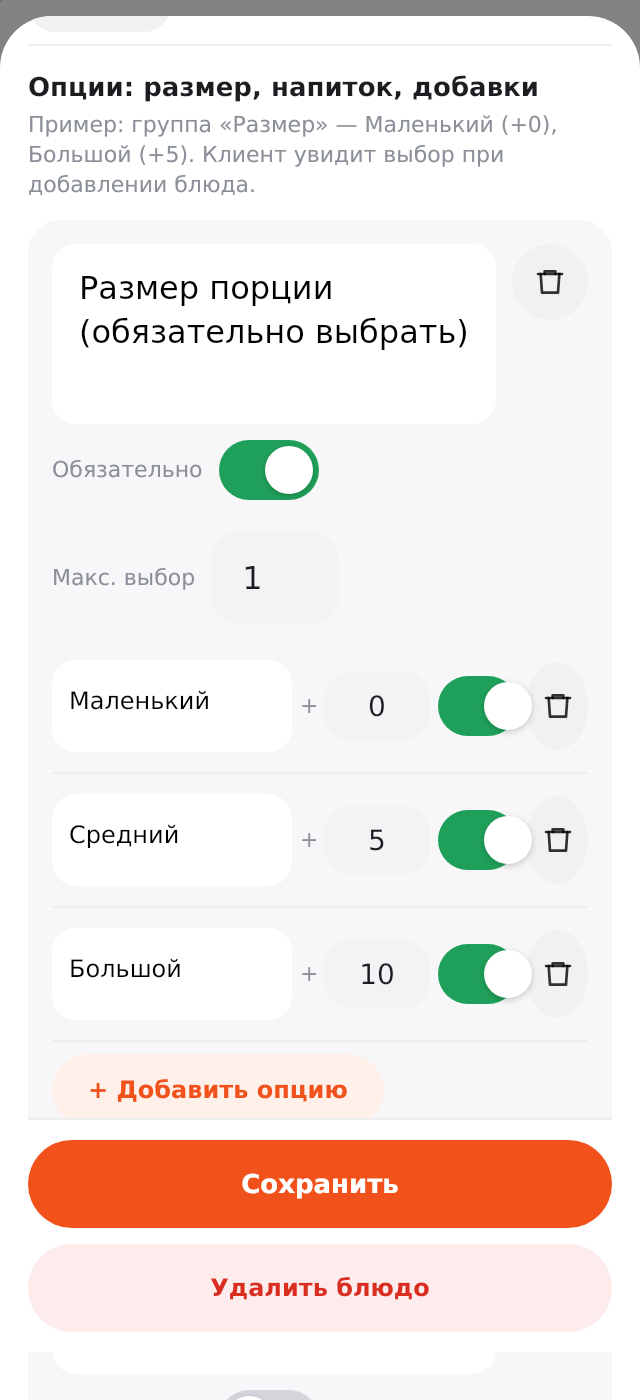 Опции: размер, напиток, добавки
Пример: группа «Размер» — Маленький (+0),
Большой (+5). Клиент увидит выбор при
добавлении блюда.
Размер порции
(обязательно выбрать)
Обязательно
Макс. выбор 1
Маленький + 0
Средний + 5
Большой + 10
+ Добавить опцию
Сохранить
Удалить блюдо